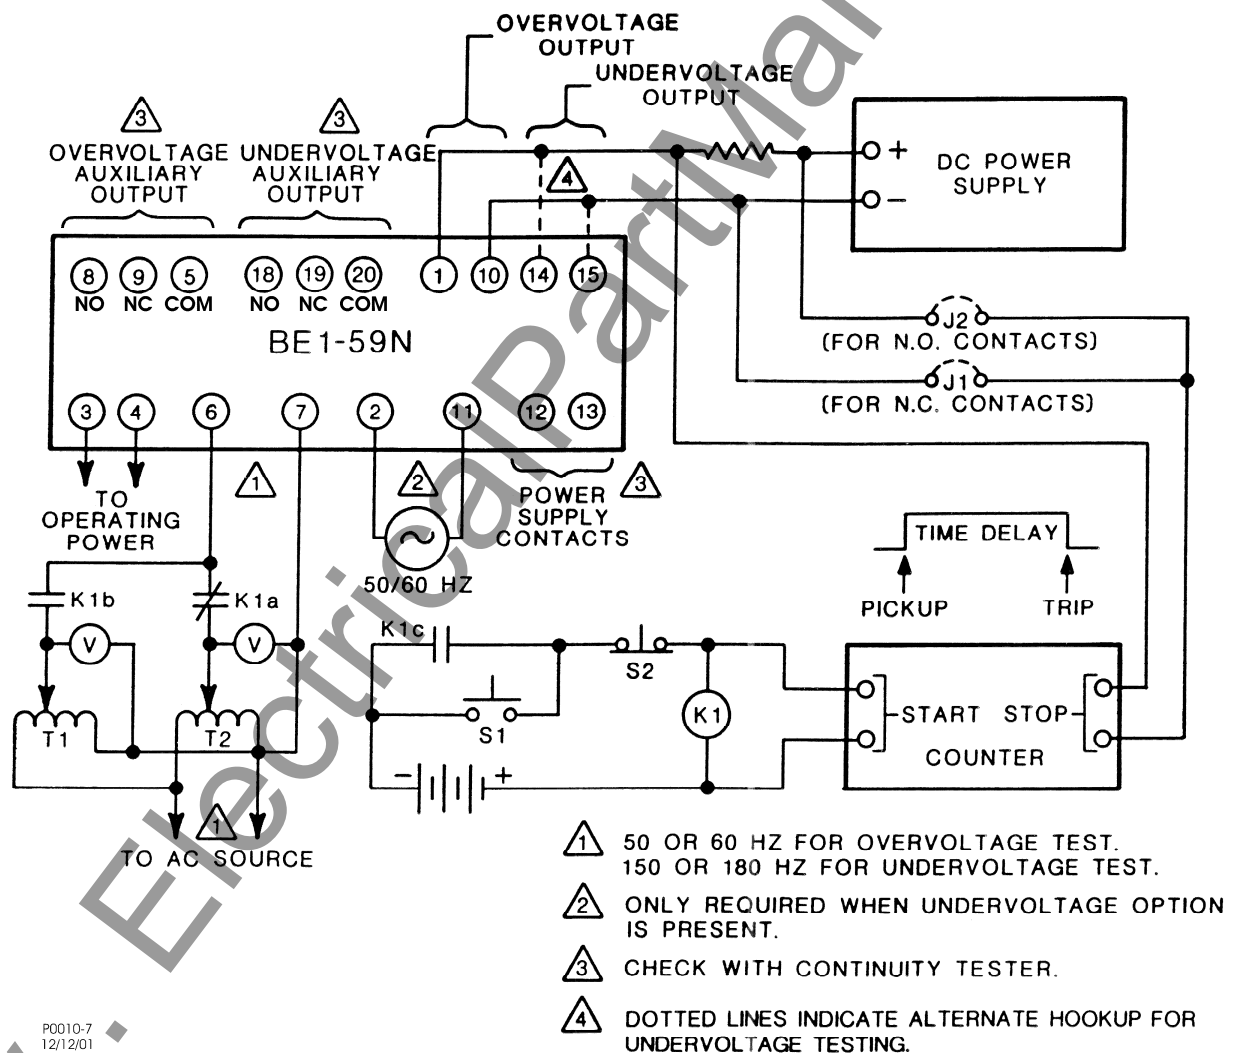 OVERVOLTAGE
OUTPUT
UNDERVOLTAGE
OUTPUT
3
3
OVERVOLTAGE
AUXILIARY
OUTPUT
UNDERVOLTAGE
AUXILIARY
OUTPUT
4
+
−
DC POWER
SUPPLY
8 9 5 18 19 20 1 10 14 15
NO NC COM NO NC COM
BE1-59N
J2
(FOR N.O. CONTACTS)
J1
(FOR N.C. CONTACTS)
3 4 6 7 2 11 12 13
1
2
3
TO
OPERATING
POWER
POWER
SUPPLY
CONTACTS
50/60 HZ
TIME DELAY
PICKUP
TRIP
K1b
K1a
V
V
T1
T2
K1c
S1
S2
K1
- +
START STOP
COUNTER
1
TO AC SOURCE
1 50 OR 60 HZ FOR OVERVOLTAGE TEST.
150 OR 180 HZ FOR UNDERVOLTAGE TEST.
2 ONLY REQUIRED WHEN UNDERVOLTAGE OPTION
IS PRESENT.
3 CHECK WITH CONTINUITY TESTER.
4 DOTTED LINES INDICATE ALTERNATE HOOKUP FOR
UNDERVOLTAGE TESTING.
P0010-7
12/12/01
ElectricalPartMa